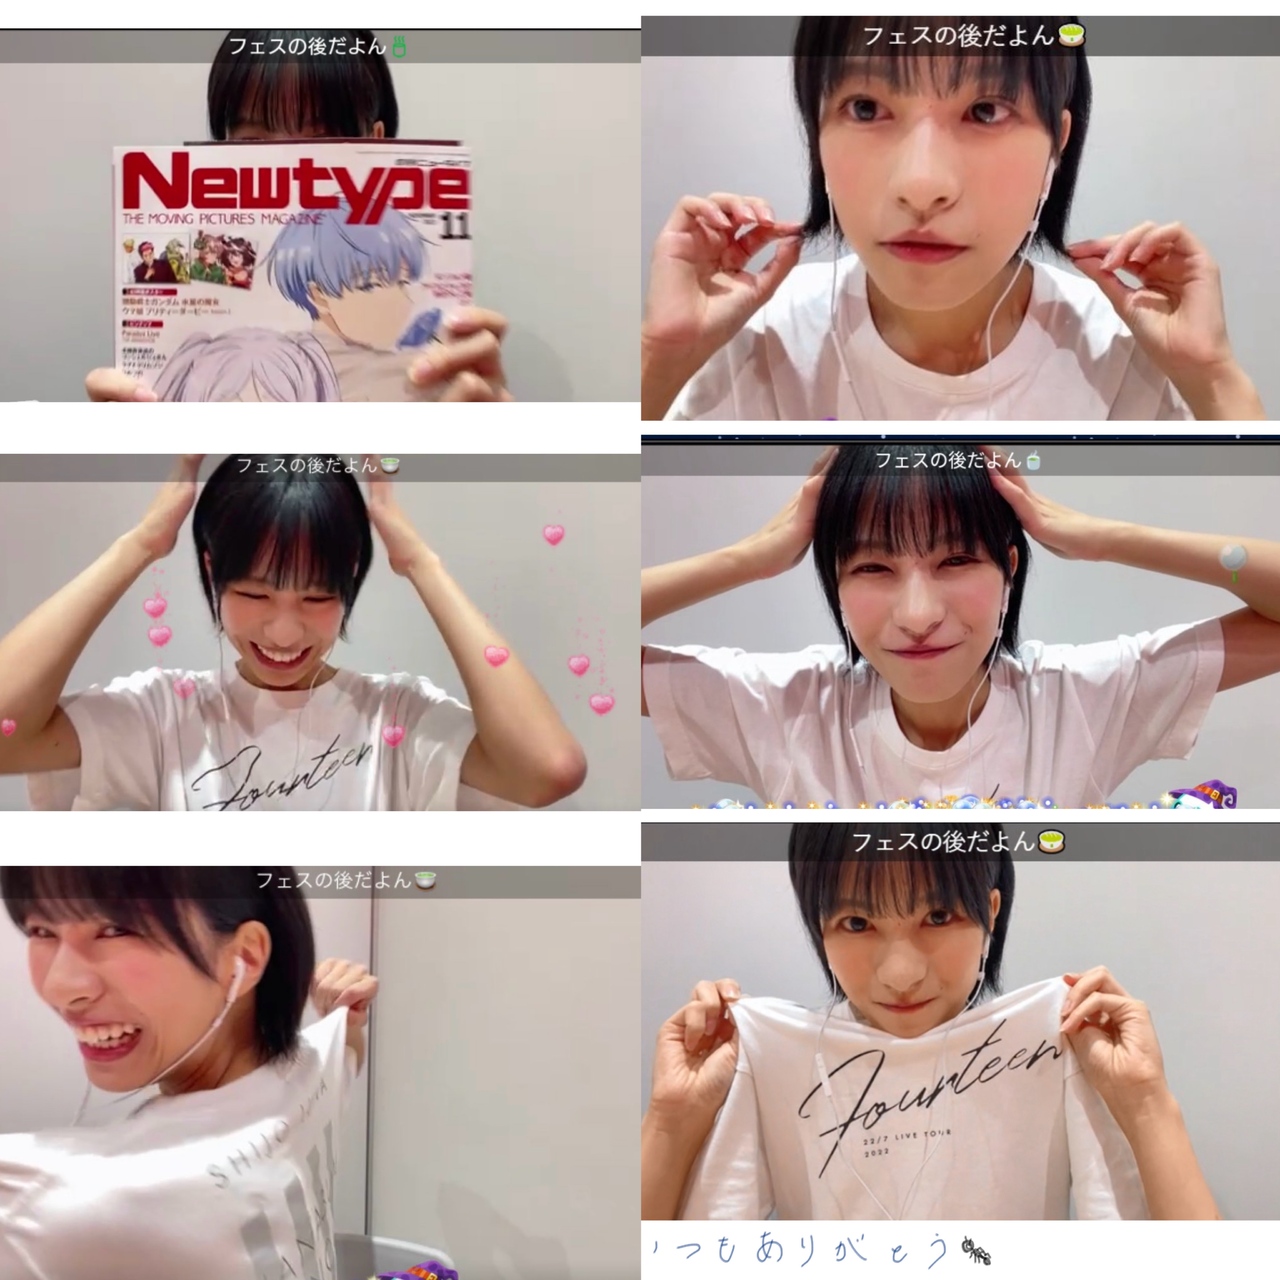 フェスの後だよん🍵
Newtype
THE MOVING PICTURES MAGAZINE
11
機動戦士ガンダム 水星の魔女
ウマ娘 プリティーダービー
Paradox Live
フェスの後だよん🍵
フェスの後だよん🍵
Fourteen
フェスの後だよん🍵
フェスの後だよん🍵
SHIJO
フェスの後だよん🍵
Fourteen
22/7 LIVE TOUR
2022
いつもありがとう🐜